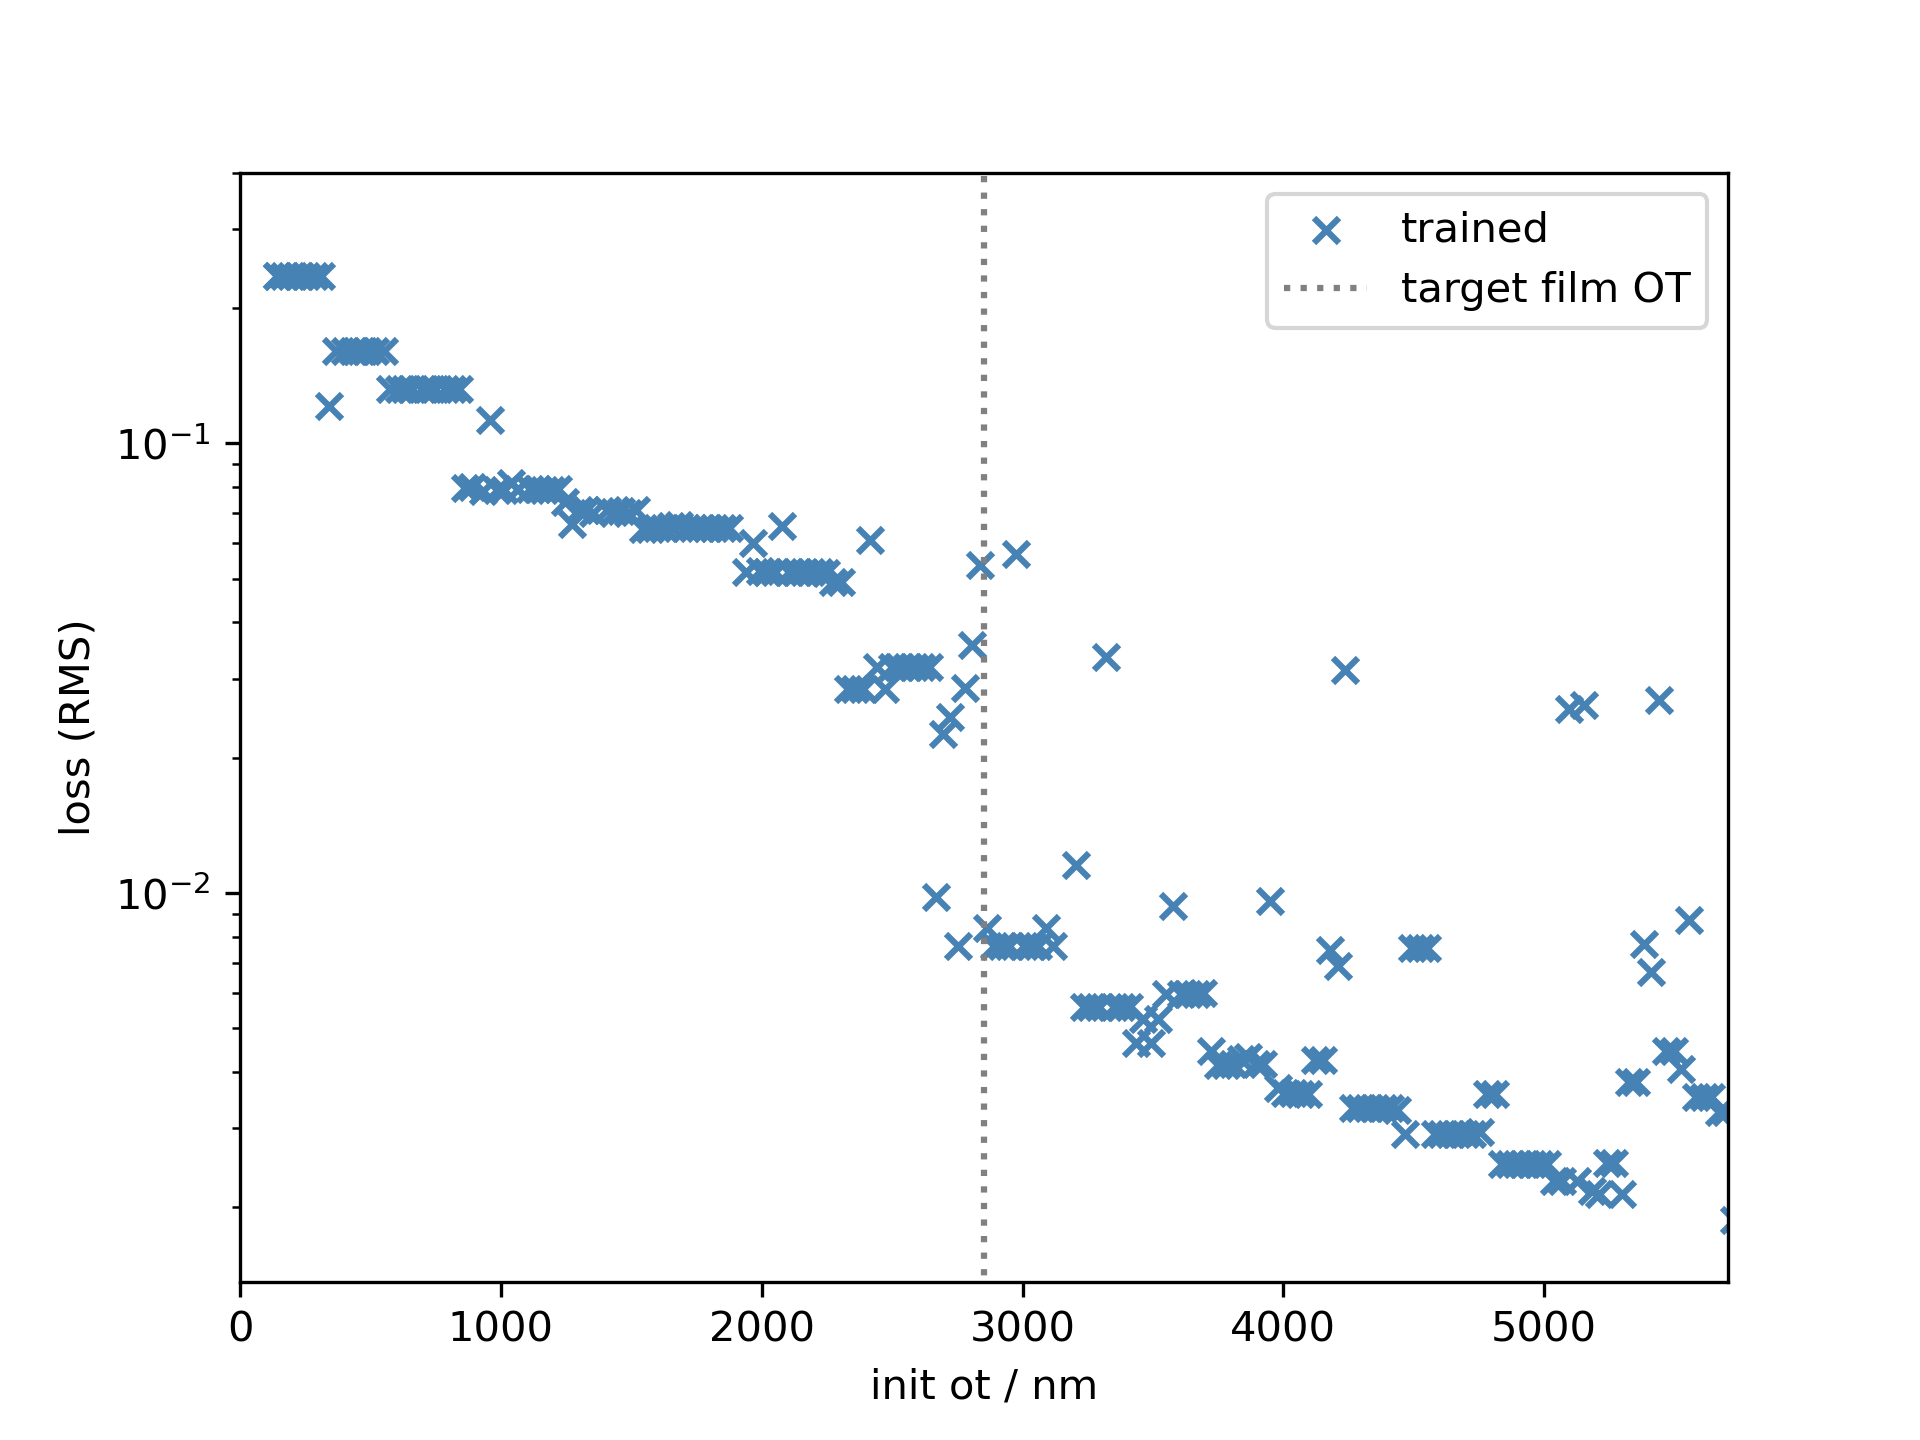 trained
target film OT
10⁻¹
10⁻²
loss (RMS)
0 1000 2000 3000 4000 5000
init ot / nm